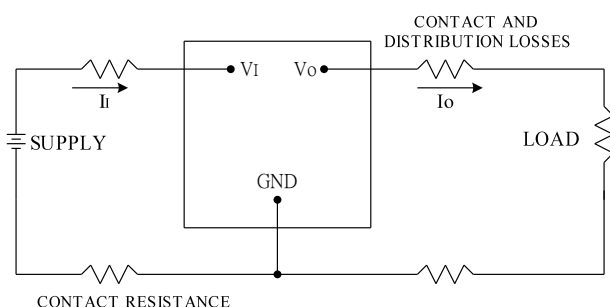 CONTACT AND
DISTRIBUTION LOSSES
VI
VO
II
IO
SUPPLY
LOAD
GND
CONTACT RESISTANCE